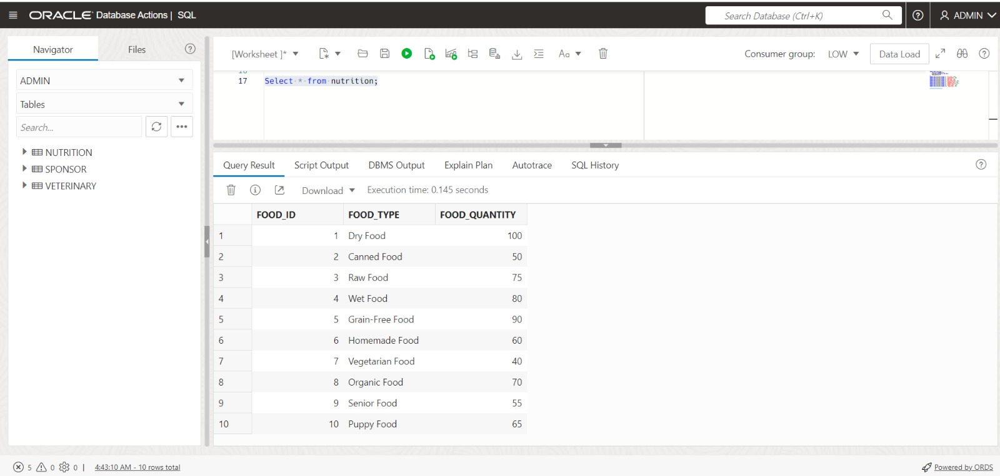 ORACLE Database Actions | SQL
Search Database (Ctrl+K)
ADMIN
Navigator
Files
ADMIN
Tables
Search...
NUTRITION
SPONSOR
VETERINARY
[Worksheet ]*
Aa
Consumer group: LOW
Data Load
17 Select * from nutrition;
Query Result Script Output DBMS Output Explain Plan Autotrace SQL History
Download Execution time: 0.145 seconds
FOOD_ID FOOD_TYPE FOOD_QUANTITY
1 1 Dry Food 100
2 2 Canned Food 50
3 3 Raw Food 75
4 4 Wet Food 80
5 5 Grain-Free Food 90
6 6 Homemade Food 60
7 7 Vegetarian Food 40
8 8 Organic Food 70
9 9 Senior Food 55
10 10 Puppy Food 65
5 0 0 | 4:43:10 AM - 10 rows total
Powered by ORDS